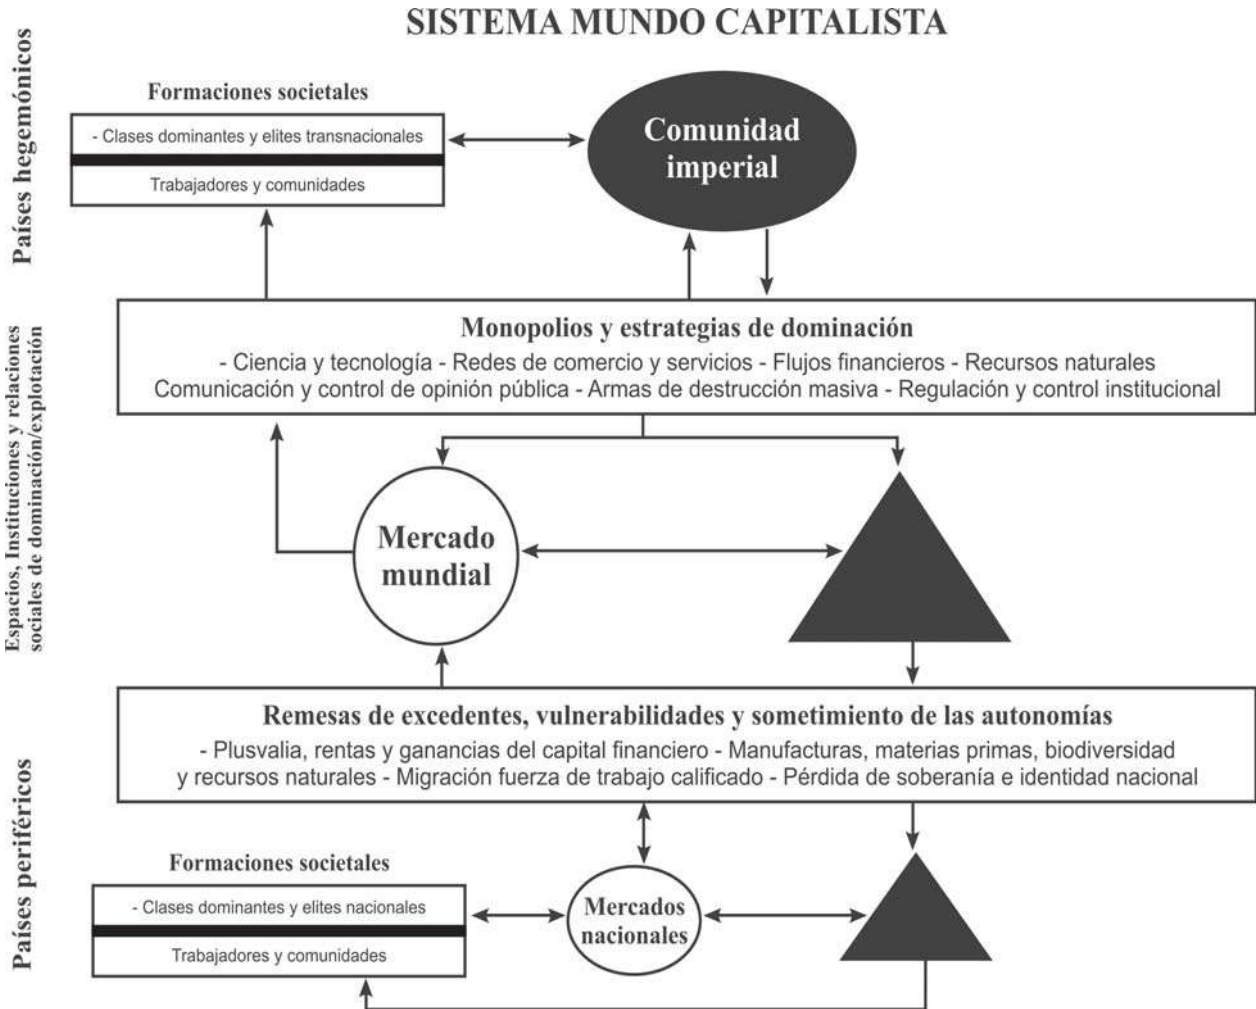 SISTEMA MUNDO CAPITALISTA
Países hegemónicos
Formaciones societales
- Clases dominantes y elites transnacionales
Trabajadores y comunidades
Comunidad
imperial
Espacios, Instituciones y relaciones
sociales de dominación/explotación
Monopolios y estrategias de dominación
- Ciencia y tecnología - Redes de comercio y servicios - Flujos financieros - Recursos naturales
Comunicación y control de opinión pública - Armas de destrucción masiva - Regulación y control institucional
Mercado
mundial
Remesas de excedentes, vulnerabilidades y sometimiento de las autonomías
- Plusvalia, rentas y ganancias del capital financiero - Manufacturas, materias primas, biodiversidad
y recursos naturales - Migración fuerza de trabajo calificado - Pérdida de soberanía e identidad nacional
Países periféricos
Formaciones societales
- Clases dominantes y elites nacionales
Trabajadores y comunidades
Mercados
nacionales